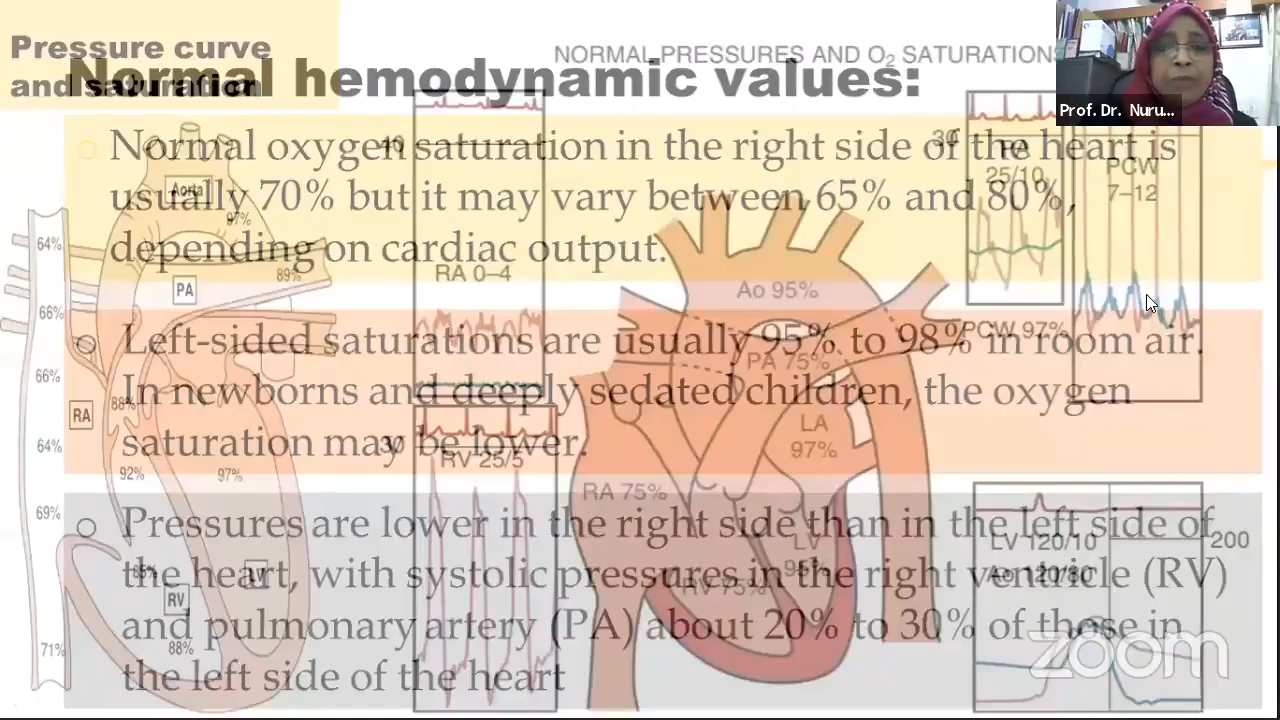 Pressure curve
and saturation
Normal hemodynamic values:
NORMAL PRESSURES AND O₂ SATURATIONS
Prof. Dr. Nuru...
Normal oxygen saturation in the right side of the heart is
usually 70% but it may vary between 65% and 80%,
depending on cardiac output.
Left-sided saturations are usually 95% to 98% in room air.
In newborns and deeply sedated children, the oxygen
saturation may be lower.
Pressures are lower in the right side than in the left side of
the heart, with systolic pressures in the right ventricle (RV)
and pulmonary artery (PA) about 20% to 30% of those in
the left side of the heart
Aorta
97%
64%
89%
PA
66%
66%
RA
88%
64%
92%
97%
69%
LV
RV
71%
88%
RA 0–4
RV 25/5
Ao 95%
PA 75%
LA
97%
RA 75%
LV
RV 75%
25/10
PCW
7–12
PCW 97%
LV 120/10
Ao 120/80
200
zoom